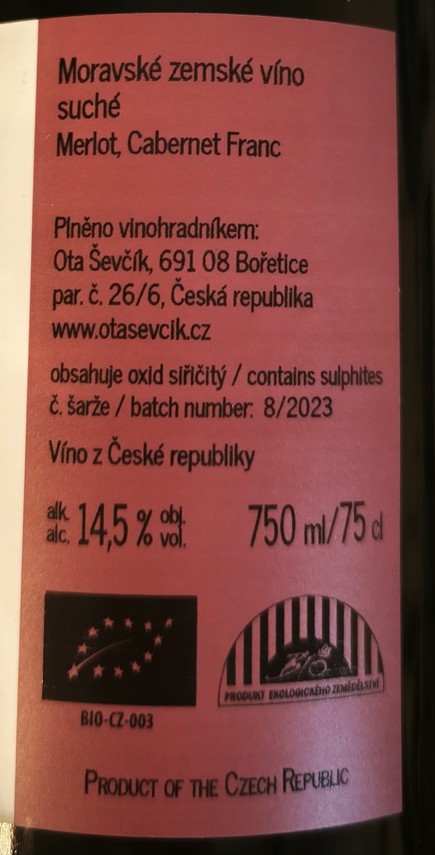 Moravské zemské víno
suché
Merlot, Cabernet Franc
Plněno vinohradníkem:
Ota Ševčík, 691 08 Bořetice
par. č. 26/6, Česká republika
www.otasevcik.cz
obsahuje oxid siřičitý / contains sulphites
č. šarže / batch number: 8/2023
Víno z České republiky
alk. alc. 14,5 % obj. vol. 750 ml/75 cl
PRODUKT EKOLOGICKÉHO ZEMĚDĚLSTVÍ
BIO-CZ-003
PRODUCT OF THE CZECH REPUBLIC